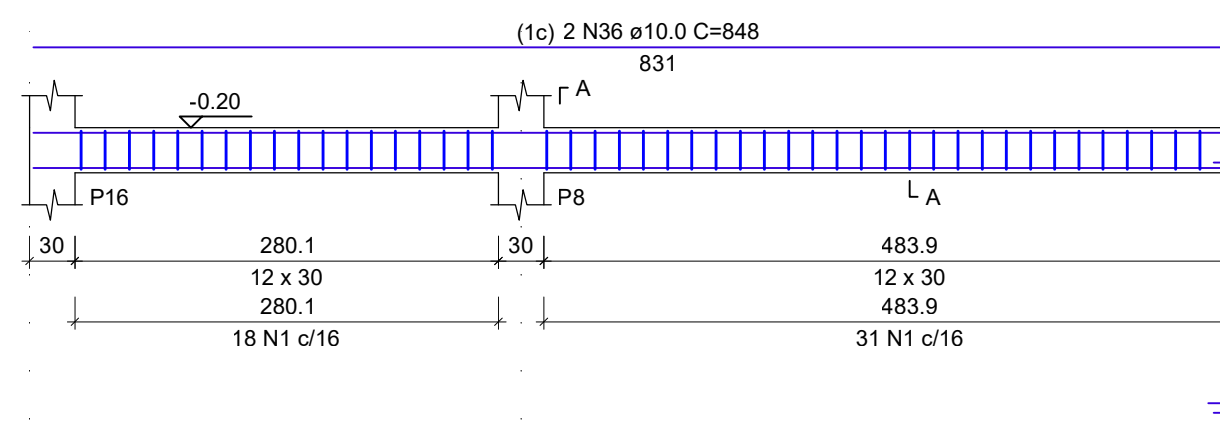 (1c) 2 N36 ø10.0 C=848
831
A
-0.20
P16
P8
A
30
280.1
30
483.9
12 x 30
12 x 30
280.1
483.9
18 N1 c/16
31 N1 c/16